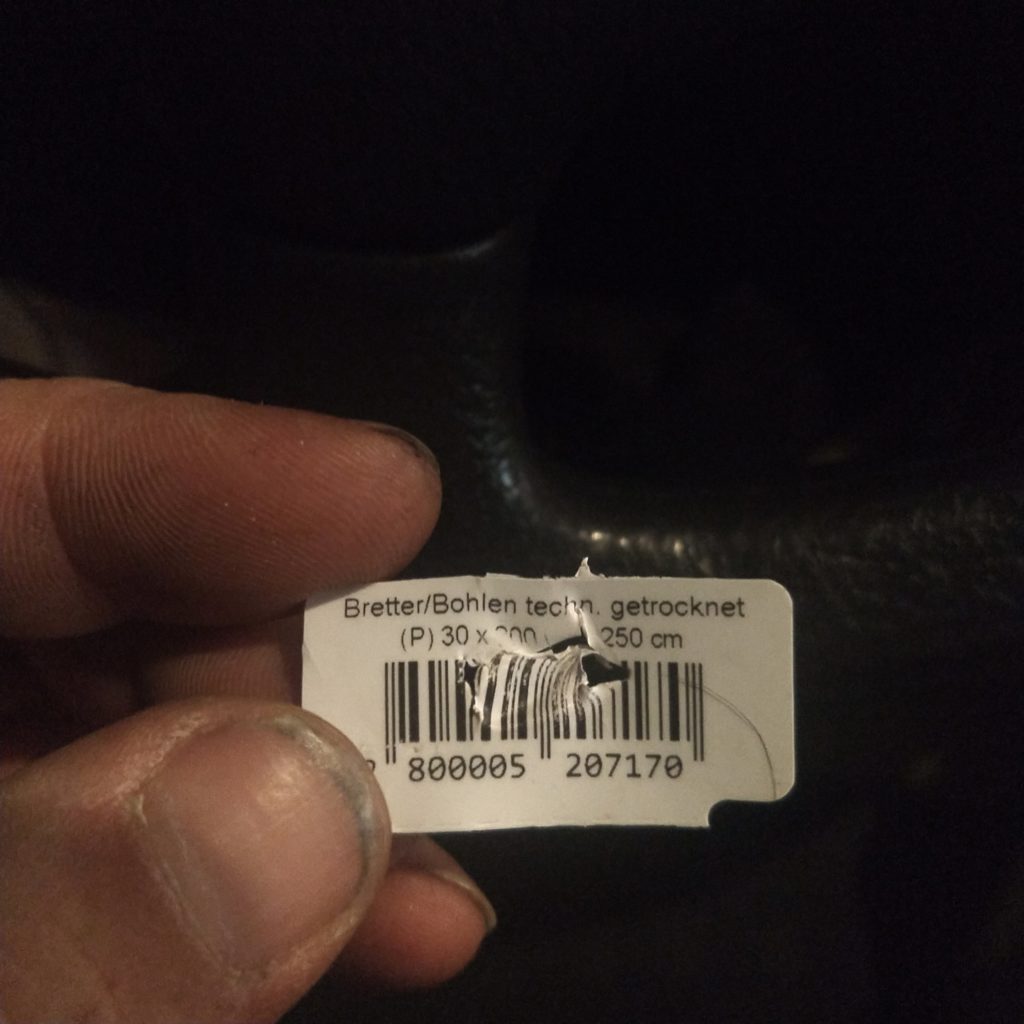 Bretter/Bohlen techn. getrocknet
(P) 30 x 200 250 cm
800005 207170